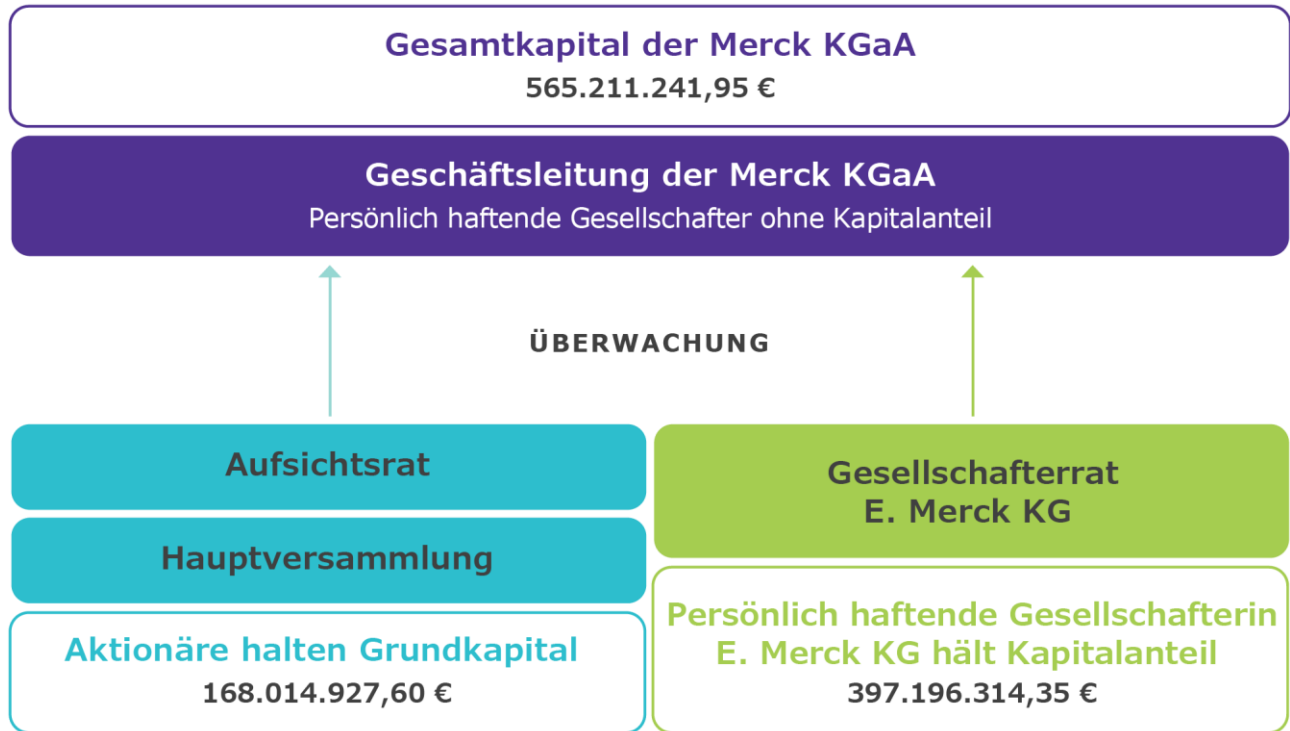 Gesamtkapital der Merck KGaA
565.211.241,95 €
Geschäftsleitung der Merck KGaA
Persönlich haftende Gesellschafter ohne Kapitalanteil
ÜBERWACHUNG
Aufsichtsrat
Hauptversammlung
Aktionäre halten Grundkapital
168.014.927,60 €
Gesellschafterrat
E. Merck KG
Persönlich haftende Gesellschafterin
E. Merck KG hält Kapitalanteil
397.196.314,35 €